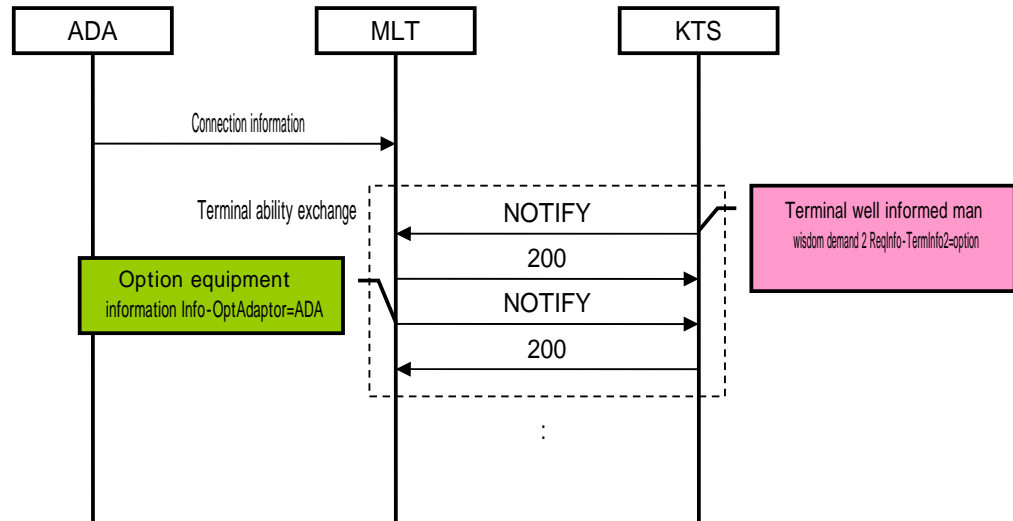 ADA
MLT
KTS
Connection information
Terminal ability exchange
NOTIFY
Terminal well informed man
wisdom demand 2 ReqInfo-TermInfo2=option
200
Option equipment
information Info-OptAdaptor=ADA
NOTIFY
200
: